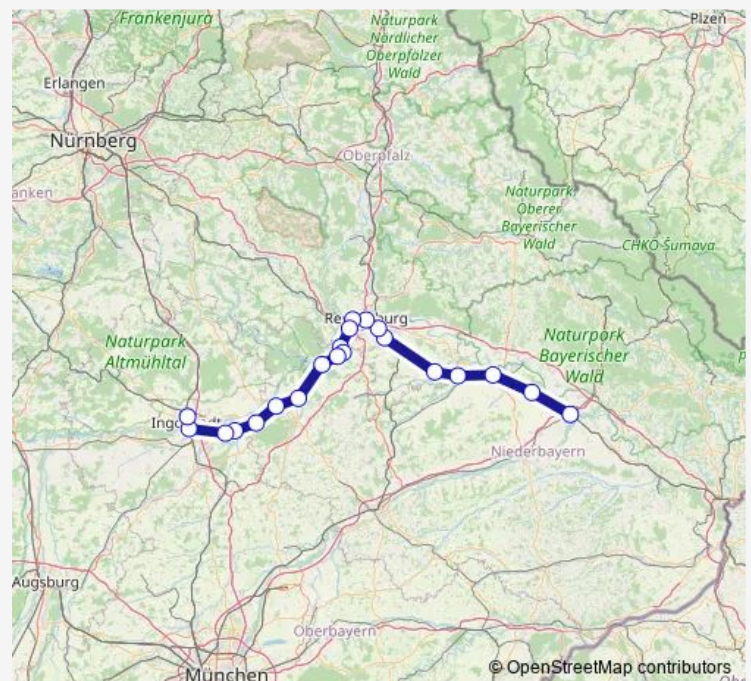 Frankenjura
Naturpark
Nördlicher
Oberpfälzer
Wald
Plzeň
Erlangen
Nürnberg
Oberpfalz
anken
Naturpark
Oberer
Bayerischer
Wald
CHKO Šumava
Naturpark
Altmühltal
Naturpark
Bayerischer
Wald
Niederbayern
Augsburg
Oberbayern
München
© OpenStreetMap contributors